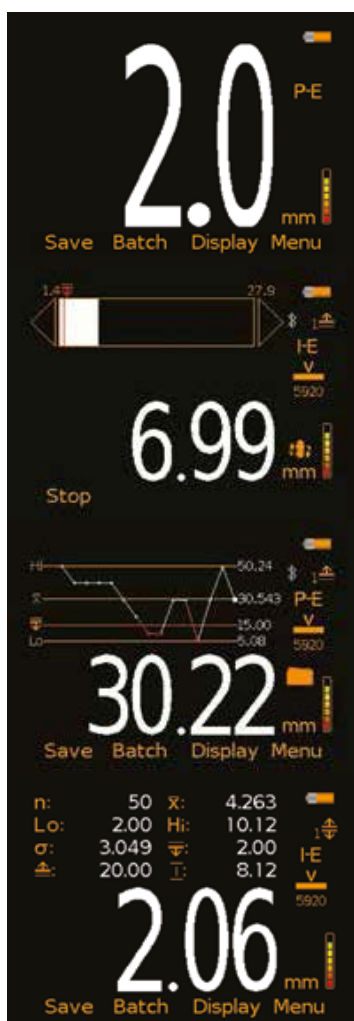 P-E
2.0
mm
Save Batch Display Menu
1.4 27.9
1
I-E
V
5920
6.99
mm
Stop
Hi 50.24
1
x̅ 30.543 P-E
V
15.00
5920
Lo 5.08
30.22
mm
Save Batch Display Menu
n: 50 x̅: 4.263
Lo: 2.00 Hi: 10.12
1
σ: 3.049 2.00
I-E
20.00 8.12
V
5920
2.06
mm
Save Batch Display Menu